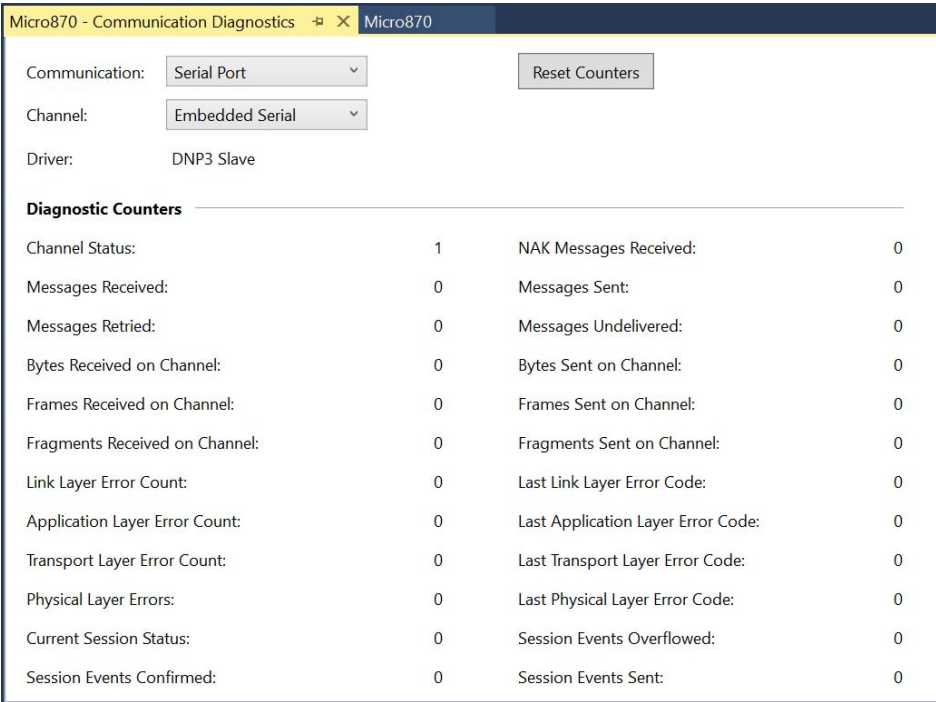 Micro870 - Communication Diagnostics Micro870
Communication: Serial Port Reset Counters
Channel: Embedded Serial
Driver: DNP3 Slave
Diagnostic Counters
Channel Status: 1 NAK Messages Received: 0
Messages Received: 0 Messages Sent: 0
Messages Retried: 0 Messages Undelivered: 0
Bytes Received on Channel: 0 Bytes Sent on Channel: 0
Frames Received on Channel: 0 Frames Sent on Channel: 0
Fragments Received on Channel: 0 Fragments Sent on Channel: 0
Link Layer Error Count: 0 Last Link Layer Error Code: 0
Application Layer Error Count: 0 Last Application Layer Error Code: 0
Transport Layer Error Count: 0 Last Transport Layer Error Code: 0
Physical Layer Errors: 0 Last Physical Layer Error Code: 0
Current Session Status: 0 Session Events Overflowed: 0
Session Events Confirmed: 0 Session Events Sent: 0